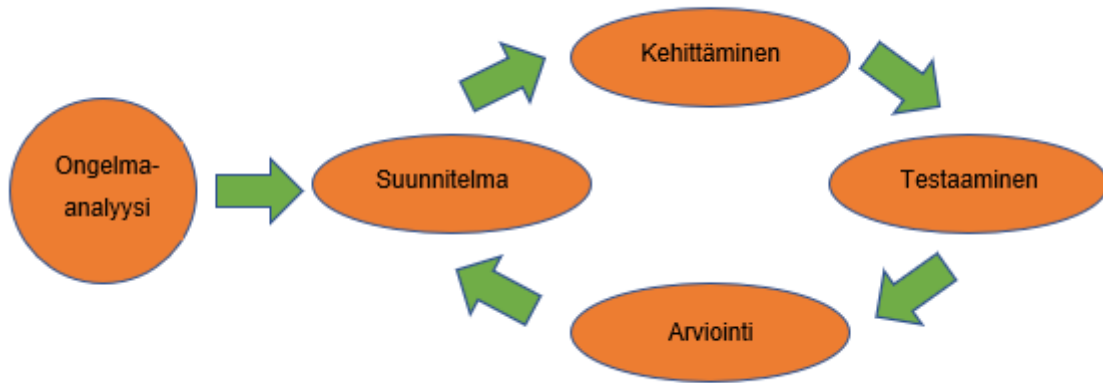 Kehittäminen
Ongelma-
analyysi
Suunnitelma
Testaaminen
Arviointi